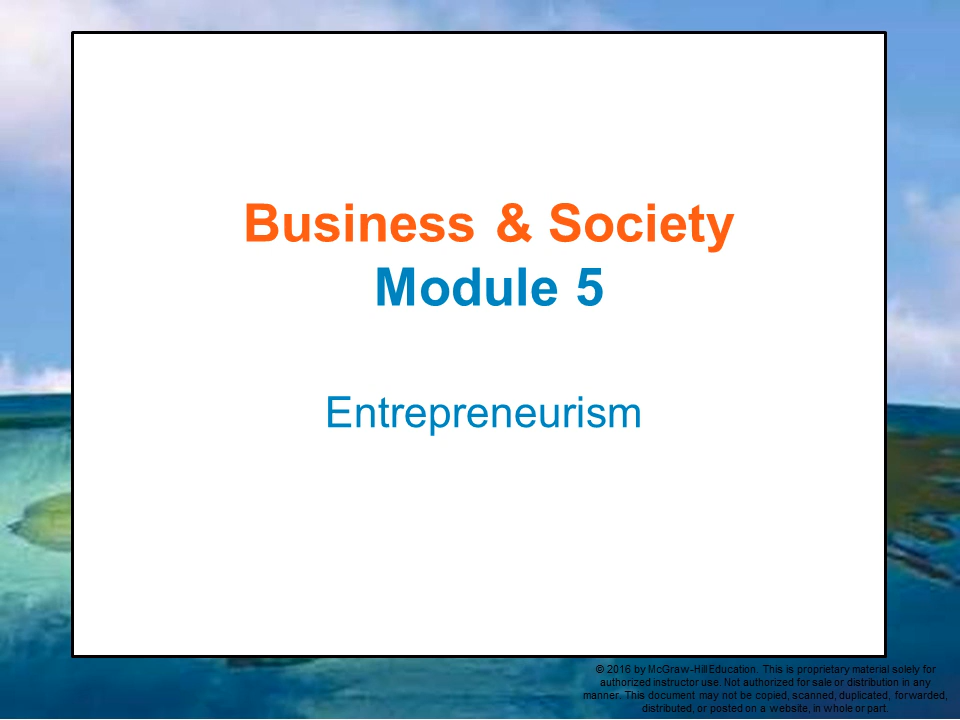 Business & Society
Module 5
Entrepreneurism
© 2016 by McGraw-Hill Education. This is proprietary material solely for
authorized instructor use. Not authorized for sale or distribution in any
manner. This document may not be copied, scanned, duplicated, forwarded,
distributed, or posted on a website, in whole or part.